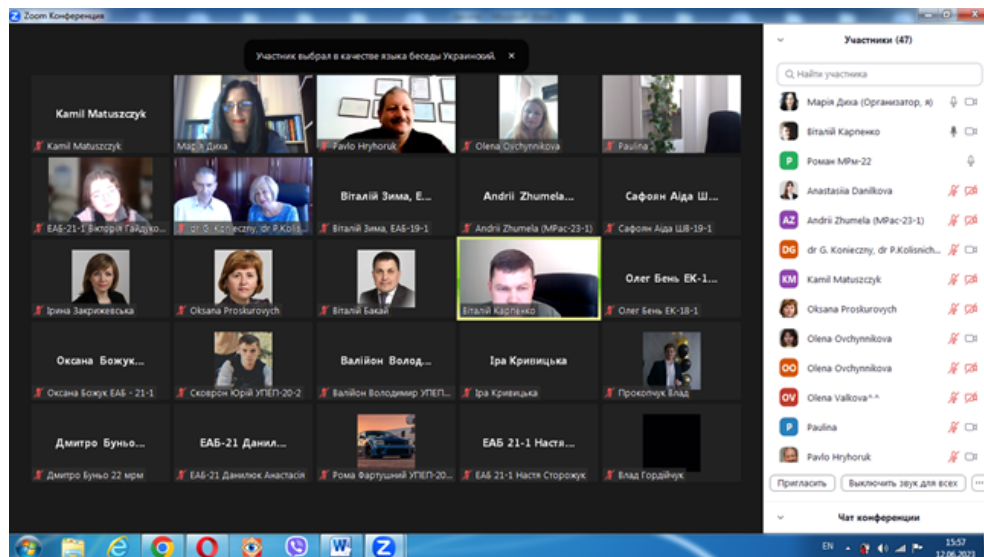 Zoom Конференция
Участник выбрал в качестве языка беседы Украинский.
Kamil Matuszczyk
Kamil Matuszczyk
Марія Диха
Pavlo Hryhoruk
Olena Ovchynnikova
Paulina
ЕАБ-21-1 Вікторія Гайдуко...
dr G. Konieczny, dr P.Kolis...
Віталій Зима, Е...
Віталій Зима, ЕАБ-19-1
Andrii Zhumela...
Andrii Zhumela (МРас-23-1)
Сафоян Аіда Ш...
Сафоян Аіда ШВ-19-1
Ірина Закрижевська
Oksana Proskurovych
Віталій Бакай
Віталій Карпенко
Олег Бень ЕК-1...
Олег Бень ЕК-18-1
Оксана Божук...
Оксана Божук ЕАБ - 21-1
Сковрон Юрій УПЕП-20-2
Валійон Волод...
Валійон Володимир УПЕП...
Іра Кривицька
Іра Кривицька
Прокопчук Влад
Дмитро Буньо...
Дмитро Буньо 22 мрм
ЕАБ-21 Данил...
ЕАБ-21 Данилюк Анастасія
Рома Фартушний УПЕП-20...
ЕАБ 21-1 Настя...
ЕАБ 21-1 Настя Сторожук
Влад Гордійчук
Участники (47)
Найти участника
Марія Диха (Организатор, я)
Віталій Карпенко
P
Роман МРм-22
Anastasiia Danilkova
AZ
Andrii Zhumela (МРас-23-1)
DG
dr G. Konieczny, dr P.Kolisnich...
KM
Kamil Matuszczyk
Oksana Proskurovych
Olena Ovchynnikova
OO
Olena Ovchynnikova
OV
Olena Valkova^^
P
Paulina
Pavlo Hryhoruk
Пригласить
Выключить звук для всех
Чат конференции
EN
15:57
12.06.2023